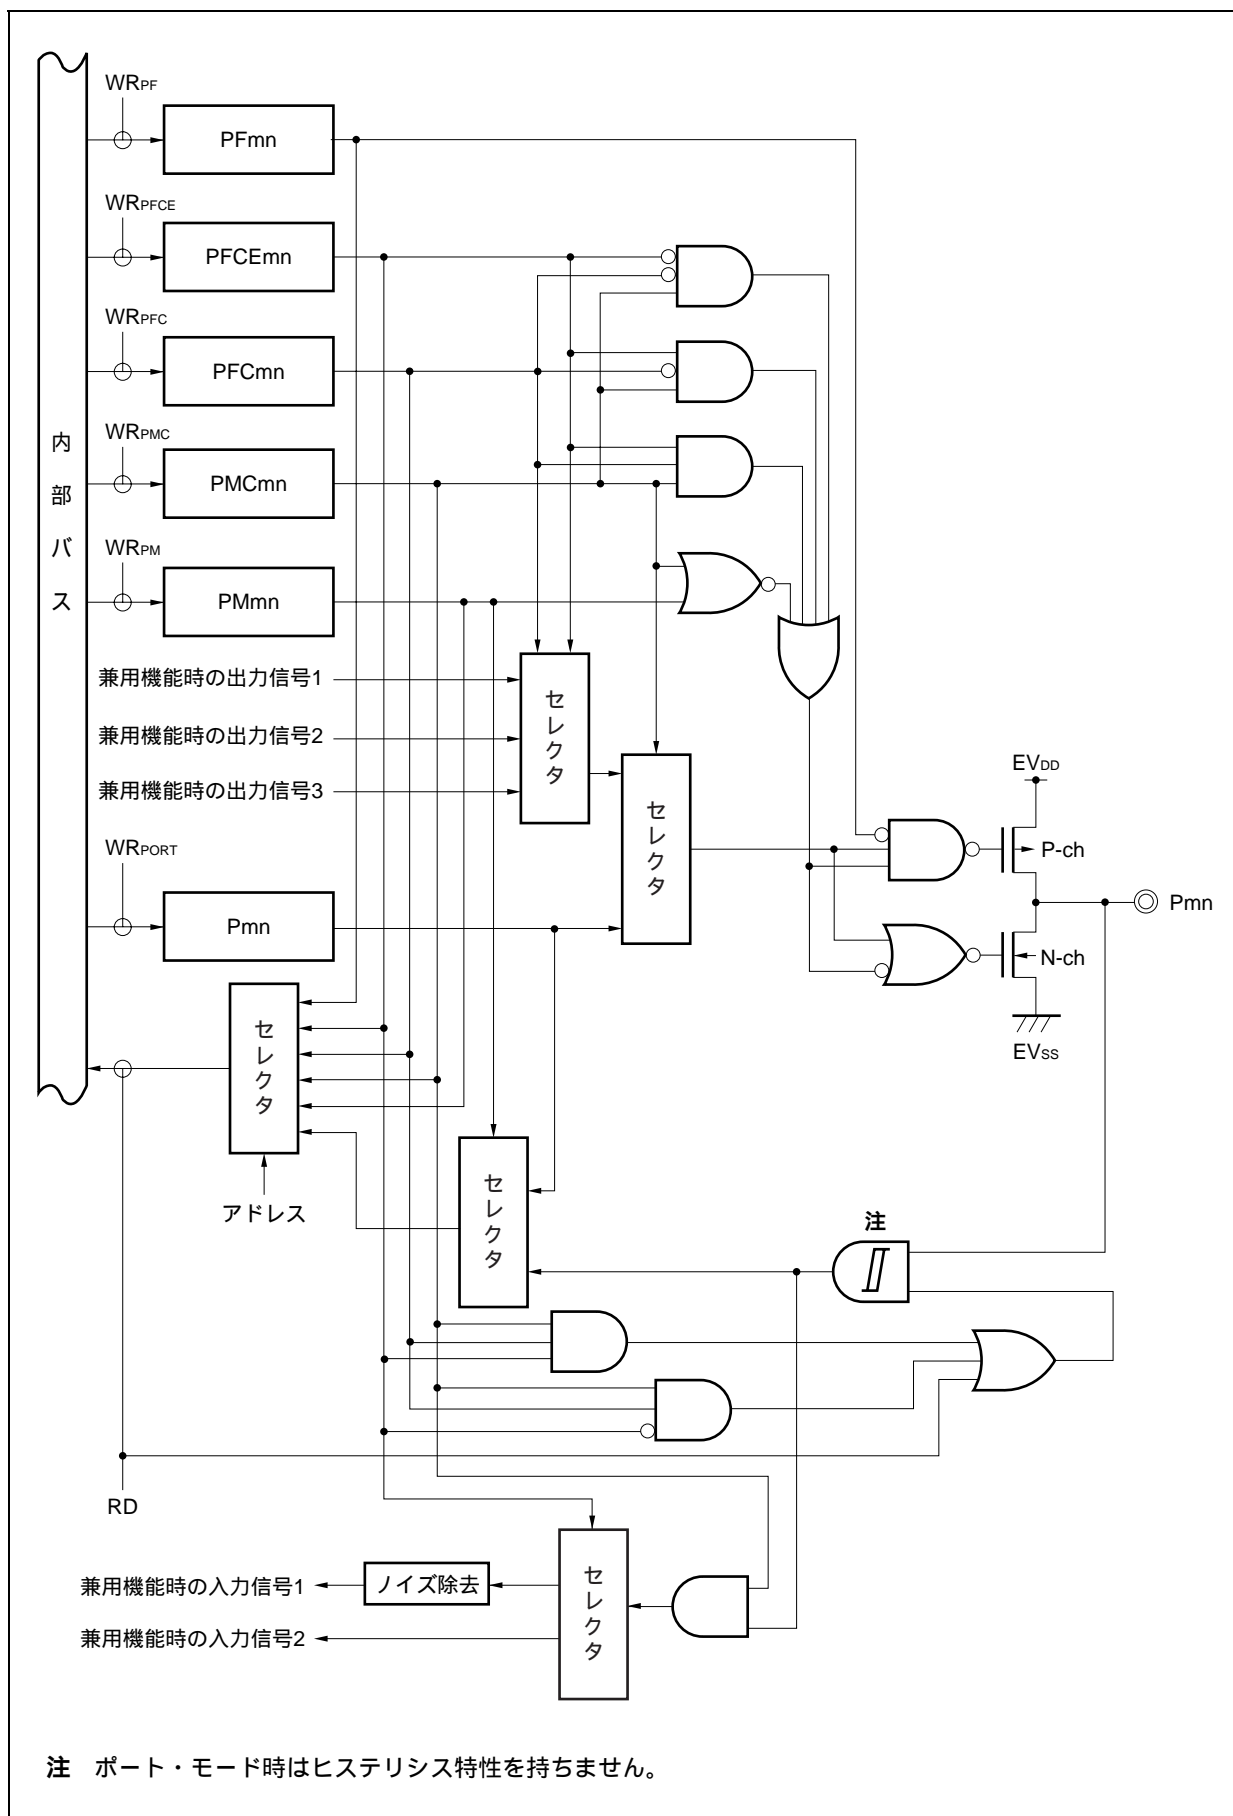 内部バス
WRPF
PFmn
WRPFCE
PFCEmn
WRPFC
PFCmn
WRPMC
PMCmn
WRPM
PMmn
兼用機能時の出力信号1
兼用機能時の出力信号2
兼用機能時の出力信号3
セレクタ
セレクタ
WRPORT
Pmn
EVDD
P-ch
Pmn
N-ch
EVSS
セレクタ
アドレス
セレクタ
注
RD
兼用機能時の入力信号1
ノイズ除去
セレクタ
兼用機能時の入力信号2
注 ポート・モード時はヒステリシス特性を持ちません。